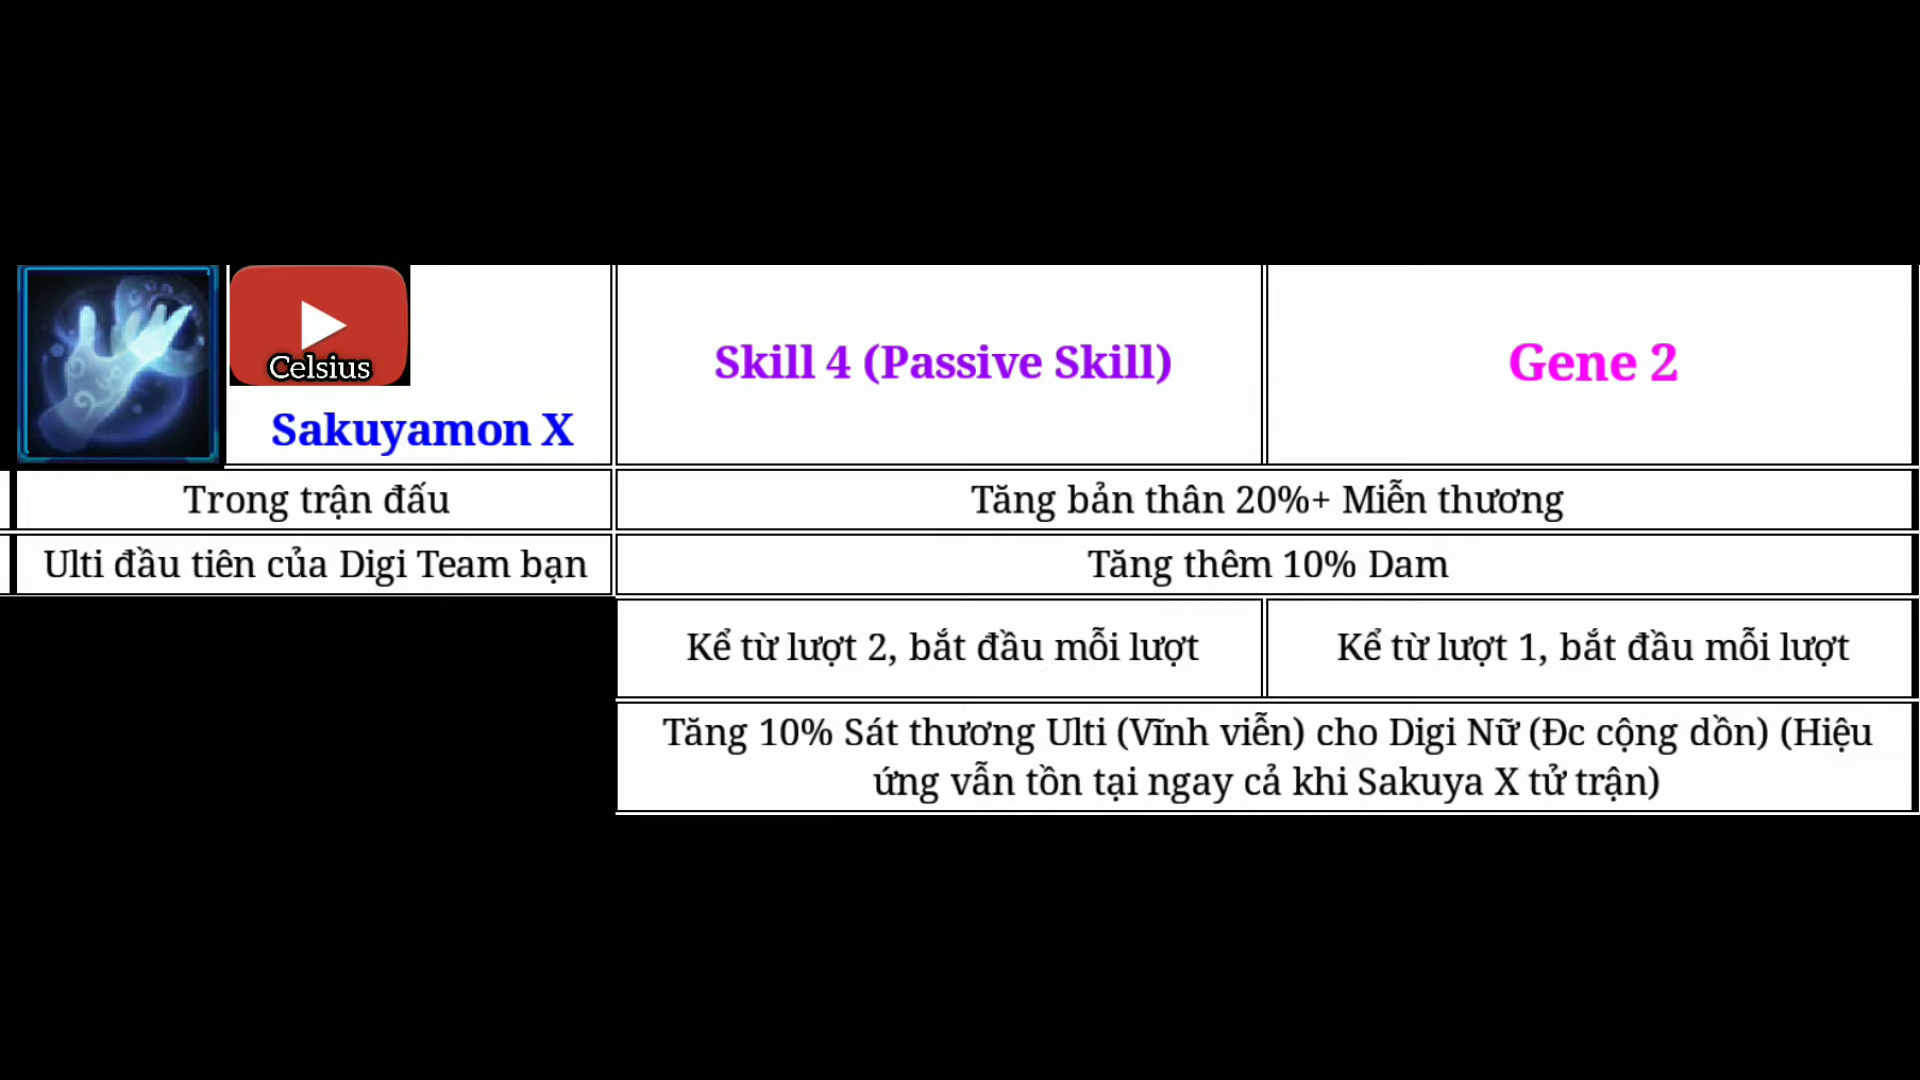 Celsius
Sakuyamon X
Skill 4 (Passive Skill)
Gene 2
Trong trận đấu
Tăng bản thân 20%+ Miễn thương
Ulti đầu tiên của Digi Team bạn
Tăng thêm 10% Dam
Kể từ lượt 2, bắt đầu mỗi lượt
Kể từ lượt 1, bắt đầu mỗi lượt
Tăng 10% Sát thương Ulti (Vĩnh viễn) cho Digi Nữ (Đc cộng dồn) (Hiệu
ứng vẫn tồn tại ngay cả khi Sakuya X tử trận)